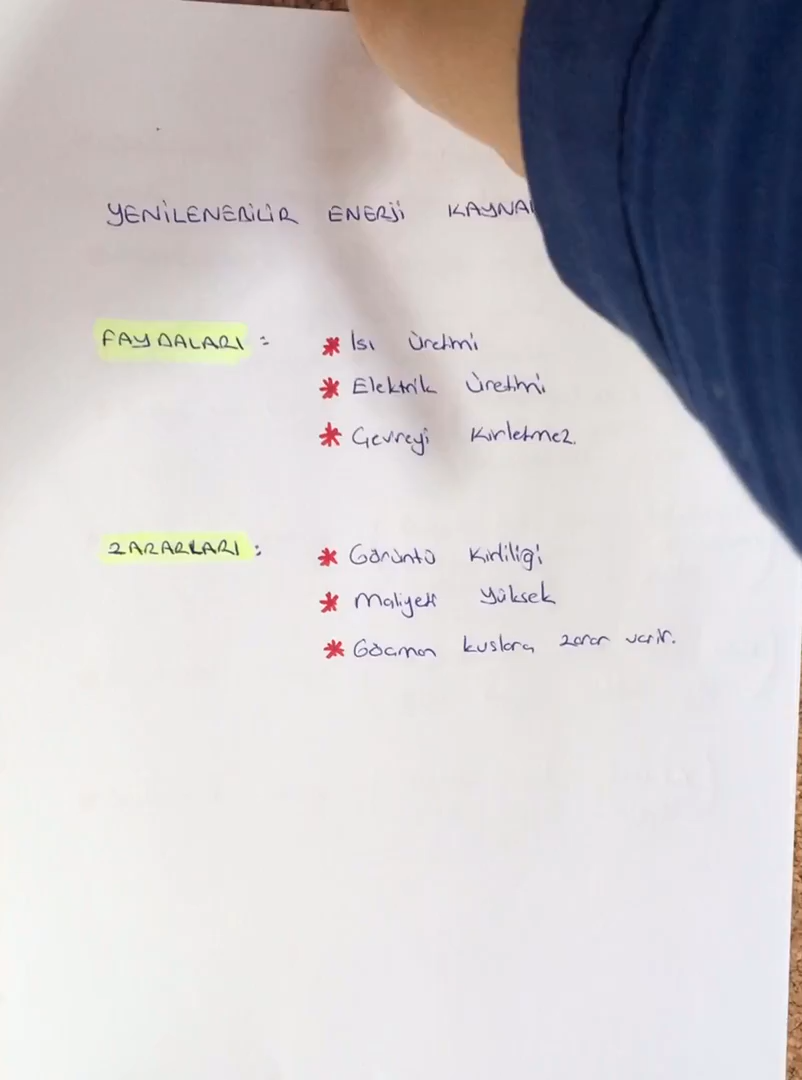 YENİLENEBİLİR ENERJİ
FAYDALARI : * Isı Üretimi
* Elektrik Üretimi
* Çevreyi Kirletmez.
ZARARLARI : * Görüntü Kirliliği
* Maliyeti Yüksek
* Göçmen kuslara zarar verir.